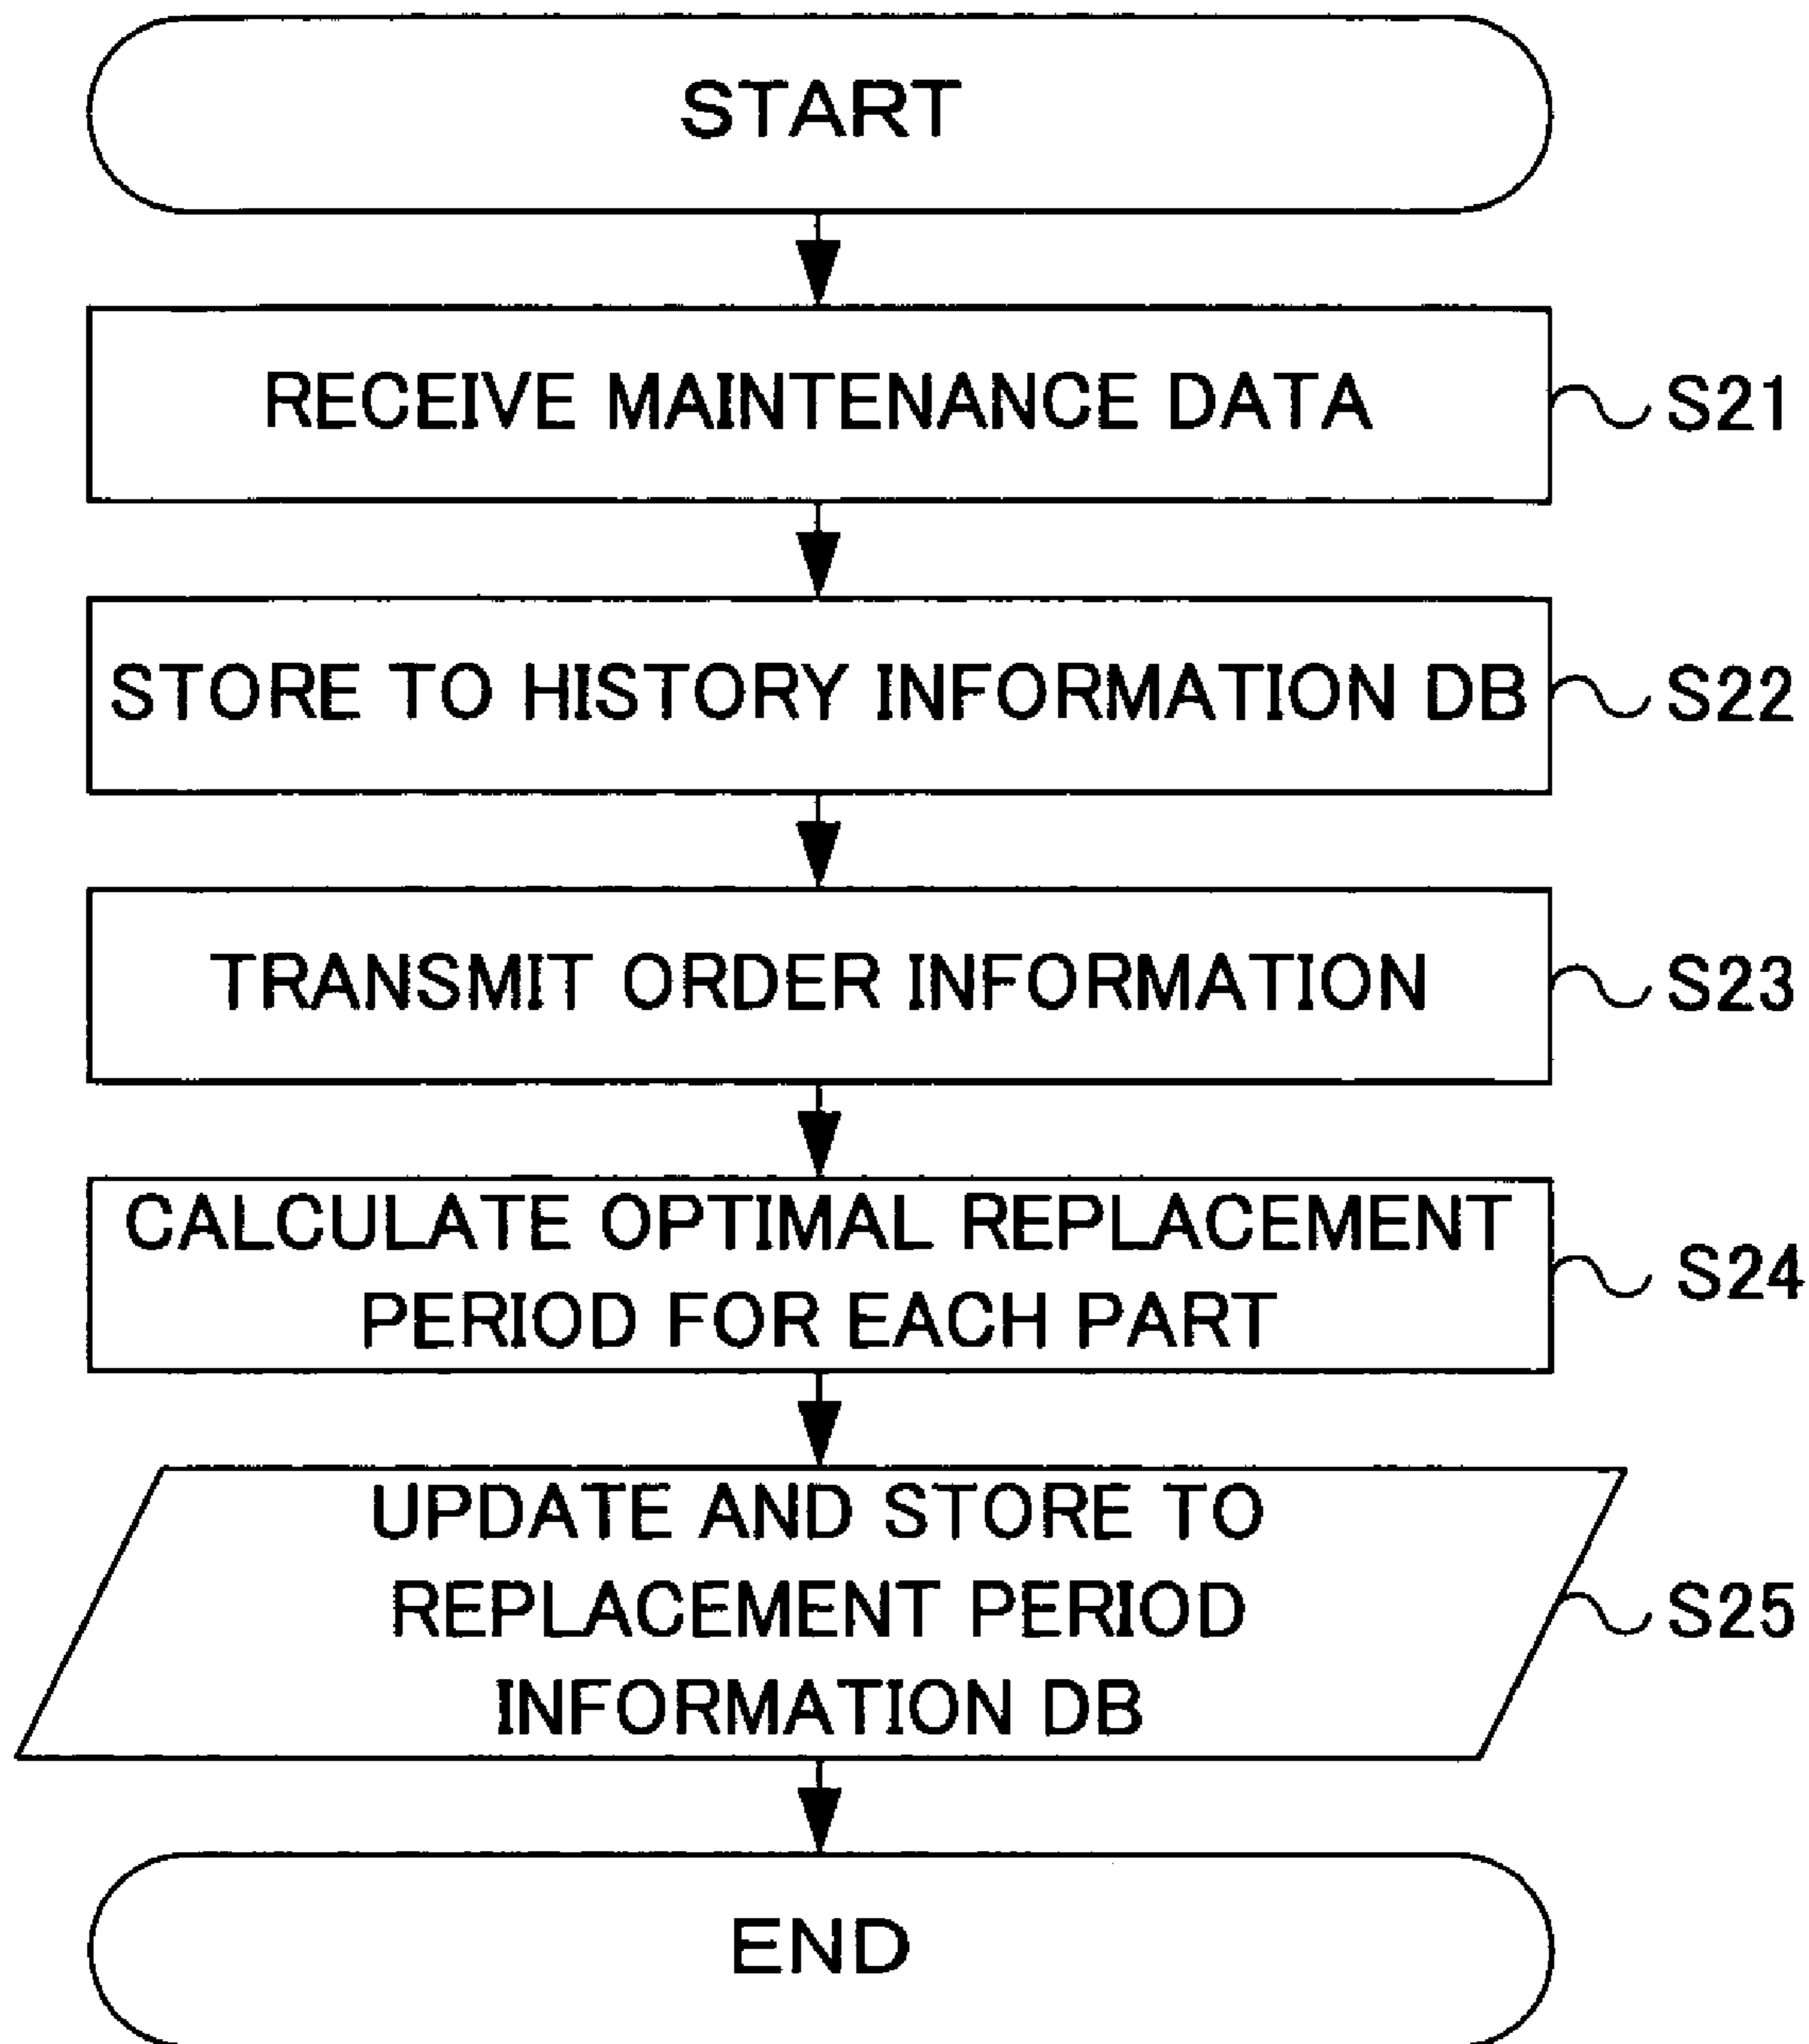 START
RECEIVE MAINTENANCE DATA
S21
STORE TO HISTORY INFORMATION DB
S22
TRANSMIT ORDER INFORMATION
S23
CALCULATE OPTIMAL REPLACEMENT
PERIOD FOR EACH PART
S24
UPDATE AND STORE TO
REPLACEMENT PERIOD
INFORMATION DB
S25
END